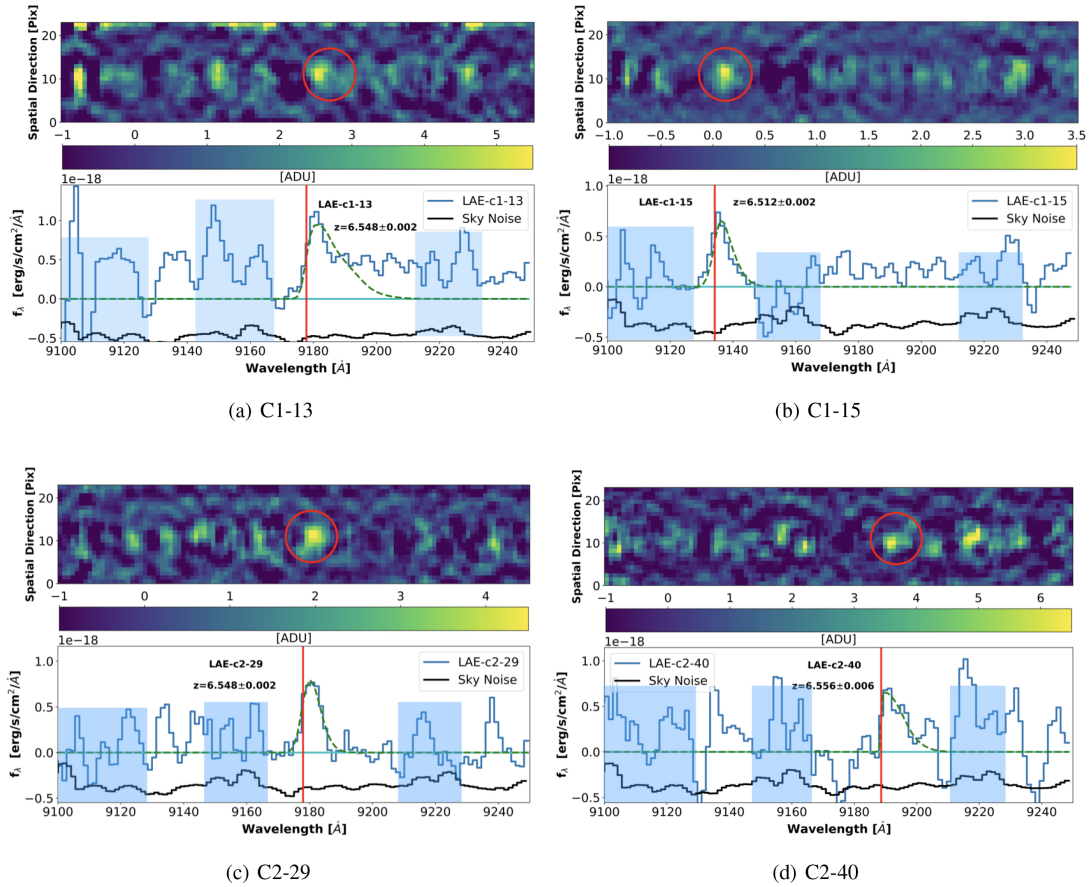 Spatial Direction [Pix]
20
10
0
−1 0 1 2 3 4 5
[ADU]
1e−18
LAE-c1-13
z=6.548±0.002
LAE-c1-13
Sky Noise
fλ [erg/s/cm²/Å]
1.0
0.5
0.0
−0.5
9100 9120 9140 9160 9180 9200 9220 9240
Wavelength [Å]
(a) C1-13
Spatial Direction [Pix]
20
10
0
−1.0 −0.5 0.0 0.5 1.0 1.5 2.0 2.5 3.0 3.5
[ADU]
1e−18
LAE-c1-15
z=6.512±0.002
LAE-c1-15
Sky Noise
fλ [erg/s/cm²/Å]
1.0
0.5
0.0
−0.5
9100 9120 9140 9160 9180 9200 9220 9240
Wavelength [Å]
(b) C1-15
Spatial Direction [Pix]
20
10
0
−1 0 1 2 3 4
[ADU]
1e−18
LAE-c2-29
z=6.548±0.002
LAE-c2-29
Sky Noise
fλ [erg/s/cm²/Å]
1.0
0.5
0.0
−0.5
9100 9120 9140 9160 9180 9200 9220 9240
Wavelength [Å]
(c) C2-29
Spatial Direction [Pix]
20
10
0
−1 0 1 2 3 4 5 6
[ADU]
1e−18
LAE-c2-40
Sky Noise
LAE-c2-40
z=6.556±0.006
fλ [erg/s/cm²/Å]
1.0
0.5
0.0
−0.5
9100 9120 9140 9160 9180 9200 9220 9240
Wavelength [Å]
(d) C2-40